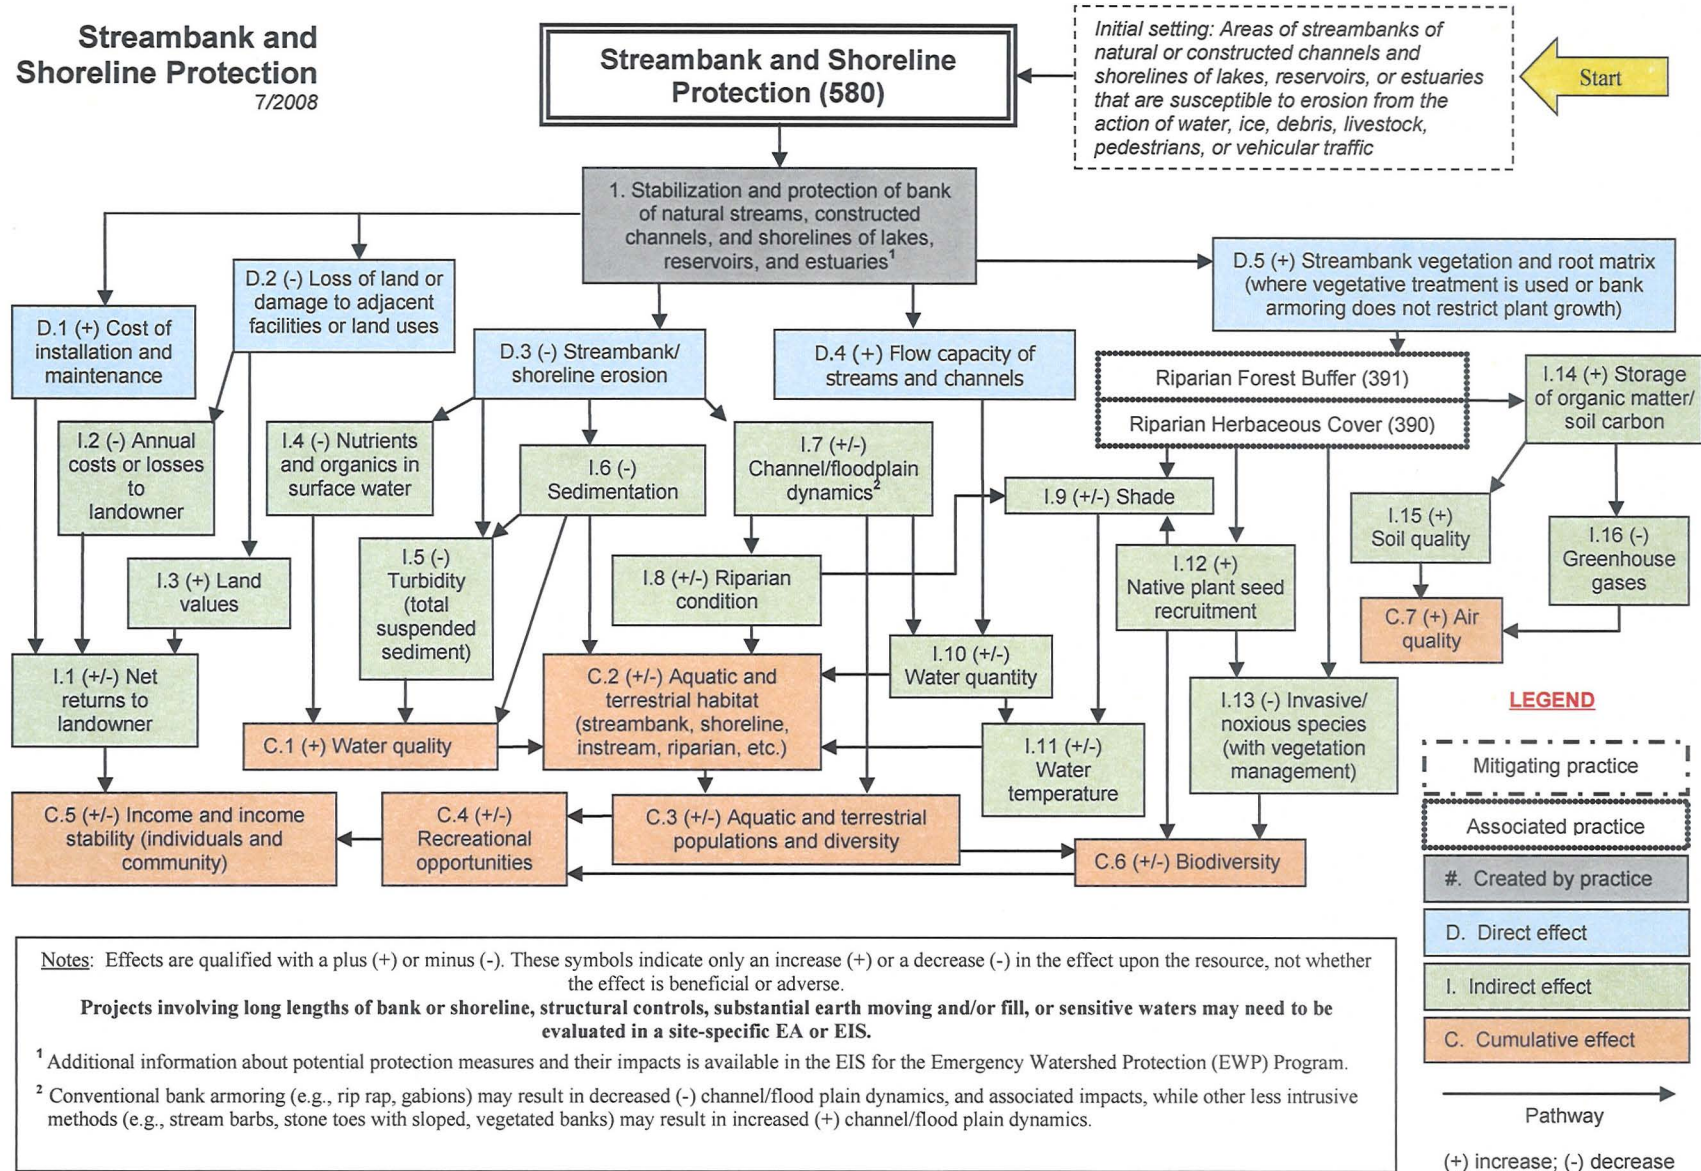 Streambank and
Shoreline Protection
7/2008
Streambank and Shoreline
Protection (580)
Initial setting: Areas of streambanks of
natural or constructed channels and
shorelines of lakes, reservoirs, or estuaries
that are susceptible to erosion from the
action of water, ice, debris, livestock,
pedestrians, or vehicular traffic
Start
1. Stabilization and protection of bank
of natural streams, constructed
channels, and shorelines of lakes,
reservoirs, and estuaries¹
D.1 (+) Cost of
installation and
maintenance
D.2 (-) Loss of land or
damage to adjacent
facilities or land uses
D.3 (-) Streambank/
shoreline erosion
D.4 (+) Flow capacity of
streams and channels
D.5 (+) Streambank vegetation and root matrix
(where vegetative treatment is used or bank
armoring does not restrict plant growth)
Riparian Forest Buffer (391)
Riparian Herbaceous Cover (390)
I.14 (+) Storage
of organic matter/
soil carbon
I.2 (-) Annual
costs or losses
to
landowner
I.4 (-) Nutrients
and organics in
surface water
I.6 (-)
Sedimentation
I.7 (+/-)
Channel/floodplain
dynamics²
I.9 (+/-) Shade
I.15 (+)
Soil quality
I.16 (-)
Greenhouse
gases
I.3 (+) Land
values
I.5 (-)
Turbidity
(total
suspended
sediment)
I.8 (+/-) Riparian
condition
I.12 (+)
Native plant seed
recruitment
C.7 (+) Air
quality
I.1 (+/-) Net
returns to
landowner
C.2 (+/-) Aquatic and
terrestrial habitat
(streambank, shoreline,
instream, riparian, etc.)
I.10 (+/-)
Water quantity
I.13 (-) Invasive/
noxious species
(with vegetation
management)
C.1 (+) Water quality
I.11 (+/-)
Water
temperature
C.5 (+/-) Income and income
stability (individuals and
community)
C.4 (+/-)
Recreational
opportunities
C.3 (+/-) Aquatic and terrestrial
populations and diversity
C.6 (+/-) Biodiversity
LEGEND
Mitigating practice
Associated practice
#. Created by practice
D. Direct effect
I. Indirect effect
C. Cumulative effect
Pathway
(+) increase; (-) decrease
Notes: Effects are qualified with a plus (+) or minus (-). These symbols indicate only an increase (+) or a decrease (-) in the effect upon the resource, not whether
the effect is beneficial or adverse.
Projects involving long lengths of bank or shoreline, structural controls, substantial earth moving and/or fill, or sensitive waters may need to be
evaluated in a site-specific EA or EIS.
¹ Additional information about potential protection measures and their impacts is available in the EIS for the Emergency Watershed Protection (EWP) Program.
² Conventional bank armoring (e.g., rip rap, gabions) may result in decreased (-) channel/flood plain dynamics, and associated impacts, while other less intrusive
methods (e.g., stream barbs, stone toes with sloped, vegetated banks) may result in increased (+) channel/flood plain dynamics.